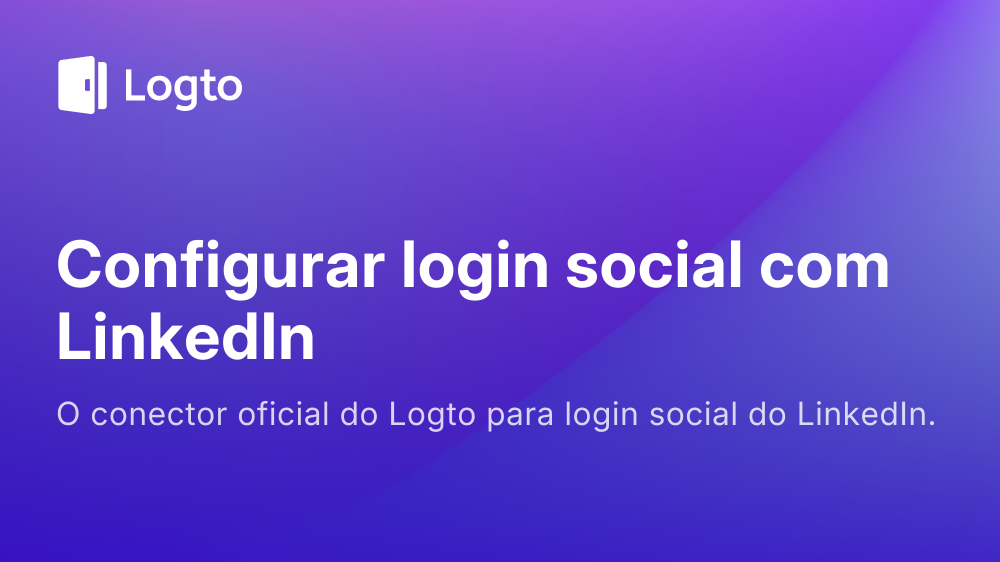 Logto
Configurar login social com
LinkedIn
O conector oficial do Logto para login social do LinkedIn.